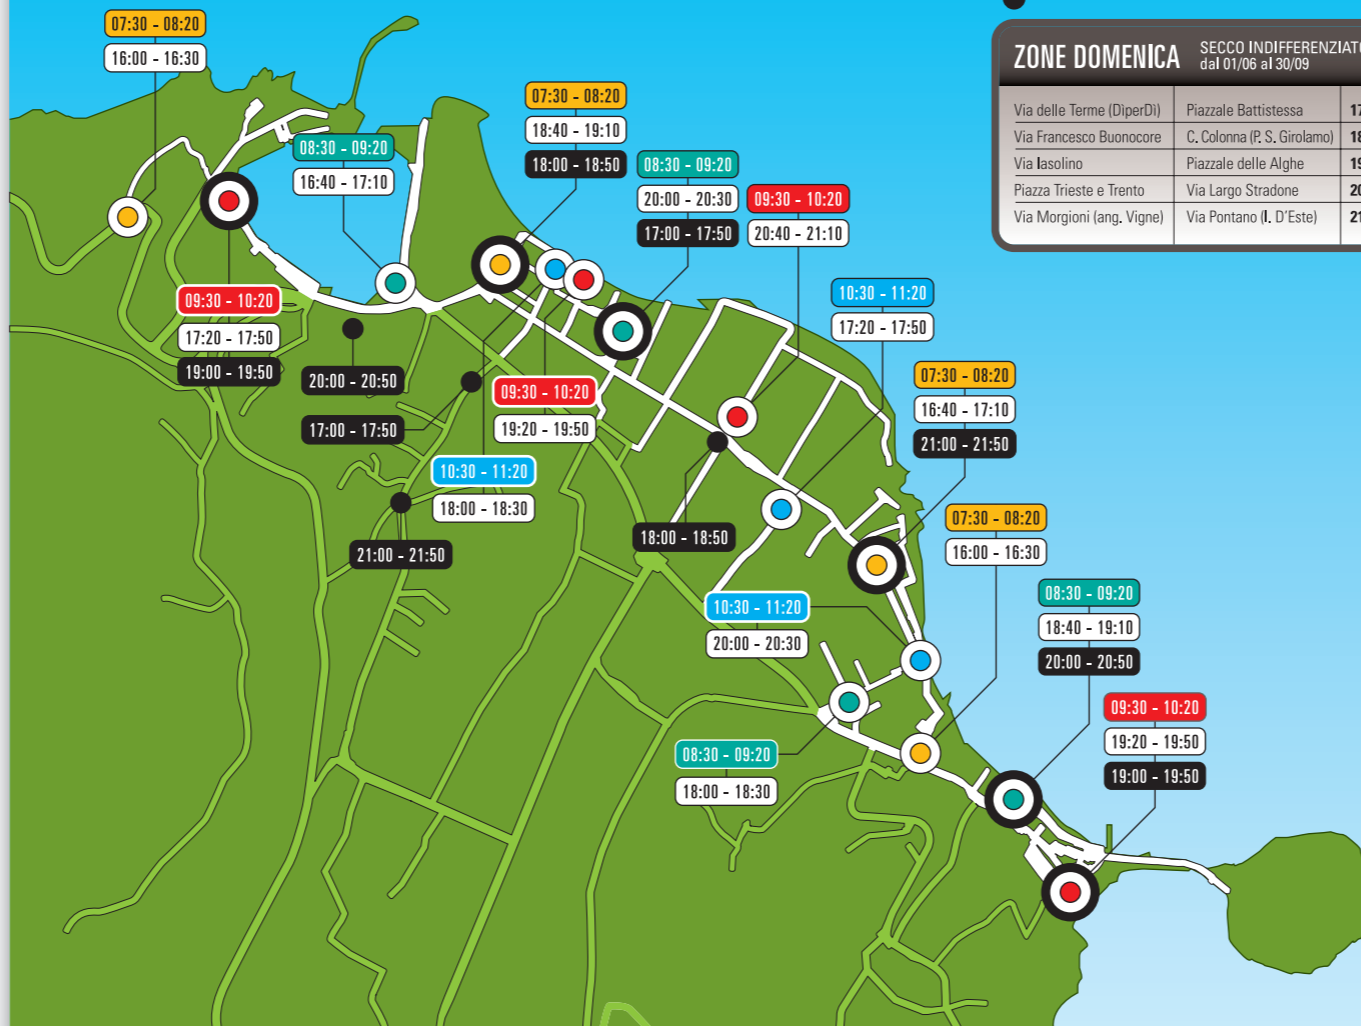 07:30 - 08:20
16:00 - 16:30
08:30 - 09:20
16:40 - 17:10
07:30 - 08:20
18:40 - 19:10
18:00 - 18:50
08:30 - 09:20
20:00 - 20:30
17:00 - 17:50
09:30 - 10:20
20:40 - 21:10
ZONE DOMENICA
SECCO INDIFFERENZIATO
dal 01/06 al 30/09
Via delle Terme (DìperDì) Piazzale Battistessa 17
Via Francesco Buonocore C. Colonna (P. S. Girolamo) 18
Via Iasolino Piazzale delle Alghe 19
Piazza Trieste e Trento Via Largo Stradone 20
Via Morgioni (ang. Vigne) Via Pontano (I. D'Este) 21
09:30 - 10:20
17:20 - 17:50
19:00 - 19:50
20:00 - 20:50
17:00 - 17:50
09:30 - 10:20
19:20 - 19:50
10:30 - 11:20
18:00 - 18:30
21:00 - 21:50
10:30 - 11:20
17:20 - 17:50
07:30 - 08:20
16:40 - 17:10
21:00 - 21:50
18:00 - 18:50
07:30 - 08:20
16:00 - 16:30
10:30 - 11:20
20:00 - 20:30
08:30 - 09:20
18:40 - 19:10
20:00 - 20:50
08:30 - 09:20
18:00 - 18:30
09:30 - 10:20
19:20 - 19:50
19:00 - 19:50